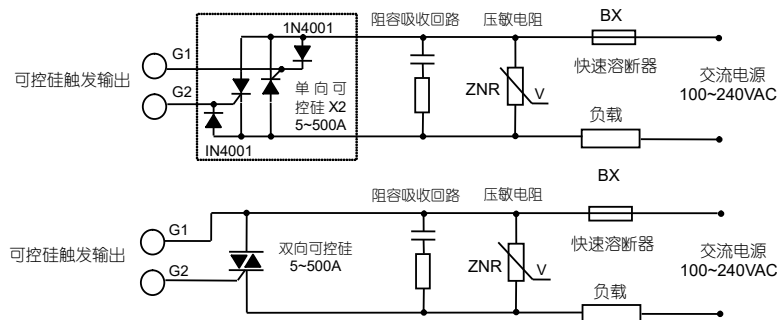 阻容吸收回路
压敏电阻
BX
1N4001
G1
可控硅触发输出
G2
单向可
控硅 X2
5~500A
ZNR
V
快速溶断器
交流电源
100~240VAC
负载
IN4001
阻容吸收回路
压敏电阻
BX
G1
可控硅触发输出
G2
双向可控硅
5~500A
ZNR
V
快速溶断器
交流电源
100~240VAC
负载